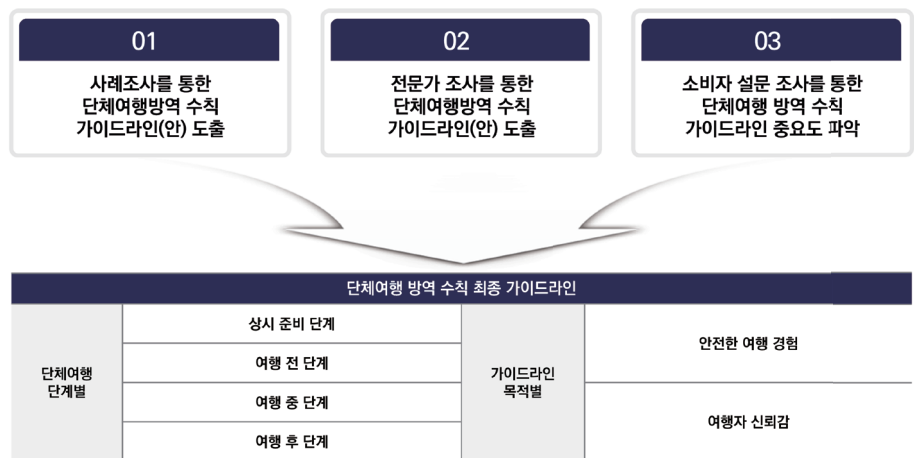 01
사례조사를 통한
단체여행방역 수칙
가이드라인(안) 도출
02
전문가 조사를 통한
단체여행방역 수칙
가이드라인(안) 도출
03
소비자 설문 조사를 통한
단체여행 방역 수칙
가이드라인 중요도 파악
단체여행 방역 수칙 최종 가이드라인
단체여행
단계별
상시 준비 단계
여행 전 단계
여행 중 단계
여행 후 단계
가이드라인
목적별
안전한 여행 경험
여행자 신뢰감